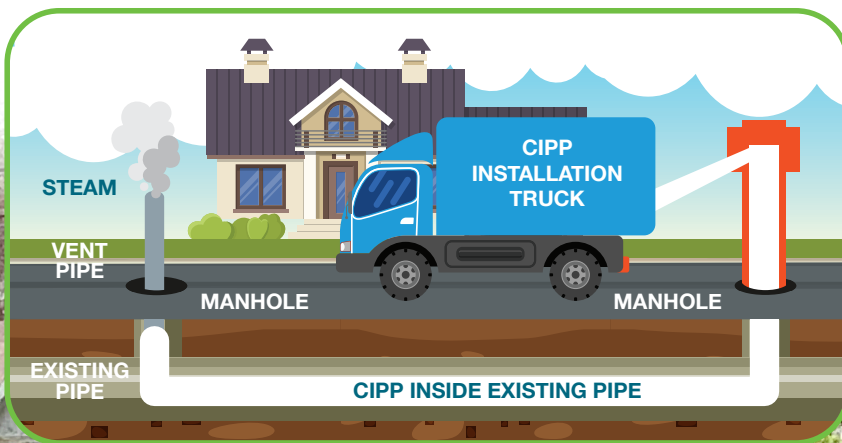 CIPP
INSTALLATION
TRUCK
STEAM
VENT
PIPE
MANHOLE
MANHOLE
EXISTING
PIPE
CIPP INSIDE EXISTING PIPE